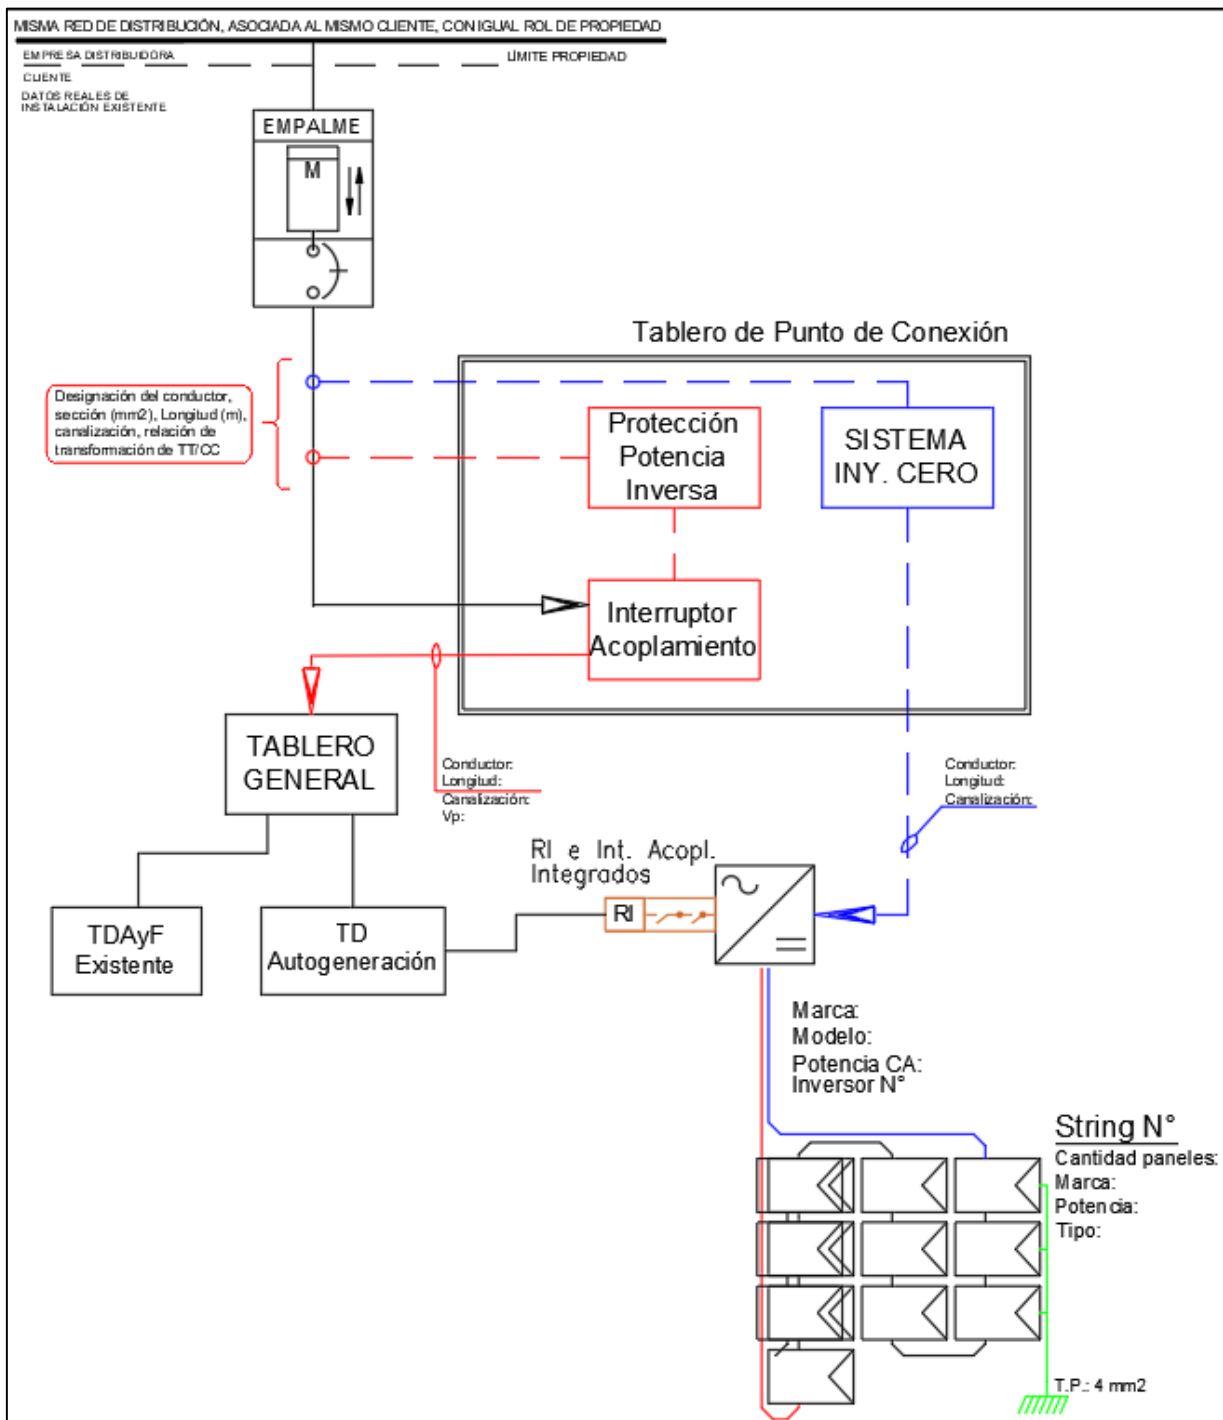 MISMA RED DE DISTRIBUCIÓN, ASOCIADA AL MISMO CLIENTE, CON IGUAL ROL DE PROPIEDAD
EMPRESA DISTRIBUIDORA
LÍMITE PROPIEDAD
CLIENTE
DATOS REALES DE
INSTALACIÓN EXISTENTE
EMPALME
M
Tablero de Punto de Conexión
Designación del conductor,
sección (mm2), Longitud (m),
canalización, relación de
transformación de TT/CC
Protección
Potencia
Inversa
SISTEMA
INY. CERO
Interruptor
Acoplamiento
TABLERO
GENERAL
Conductor:
Longitud:
Canalización:
Vp:
Conductor:
Longitud:
Canalización:
RI e Int. Acopl.
Integrados
RI
TDAyF
Existente
TD
Autogeneración
Marca:
Modelo:
Potencia CA:
Inversor N°
String N°
Cantidad paneles:
Marca:
Potencia:
Tipo:
T.P.: 4 mm2